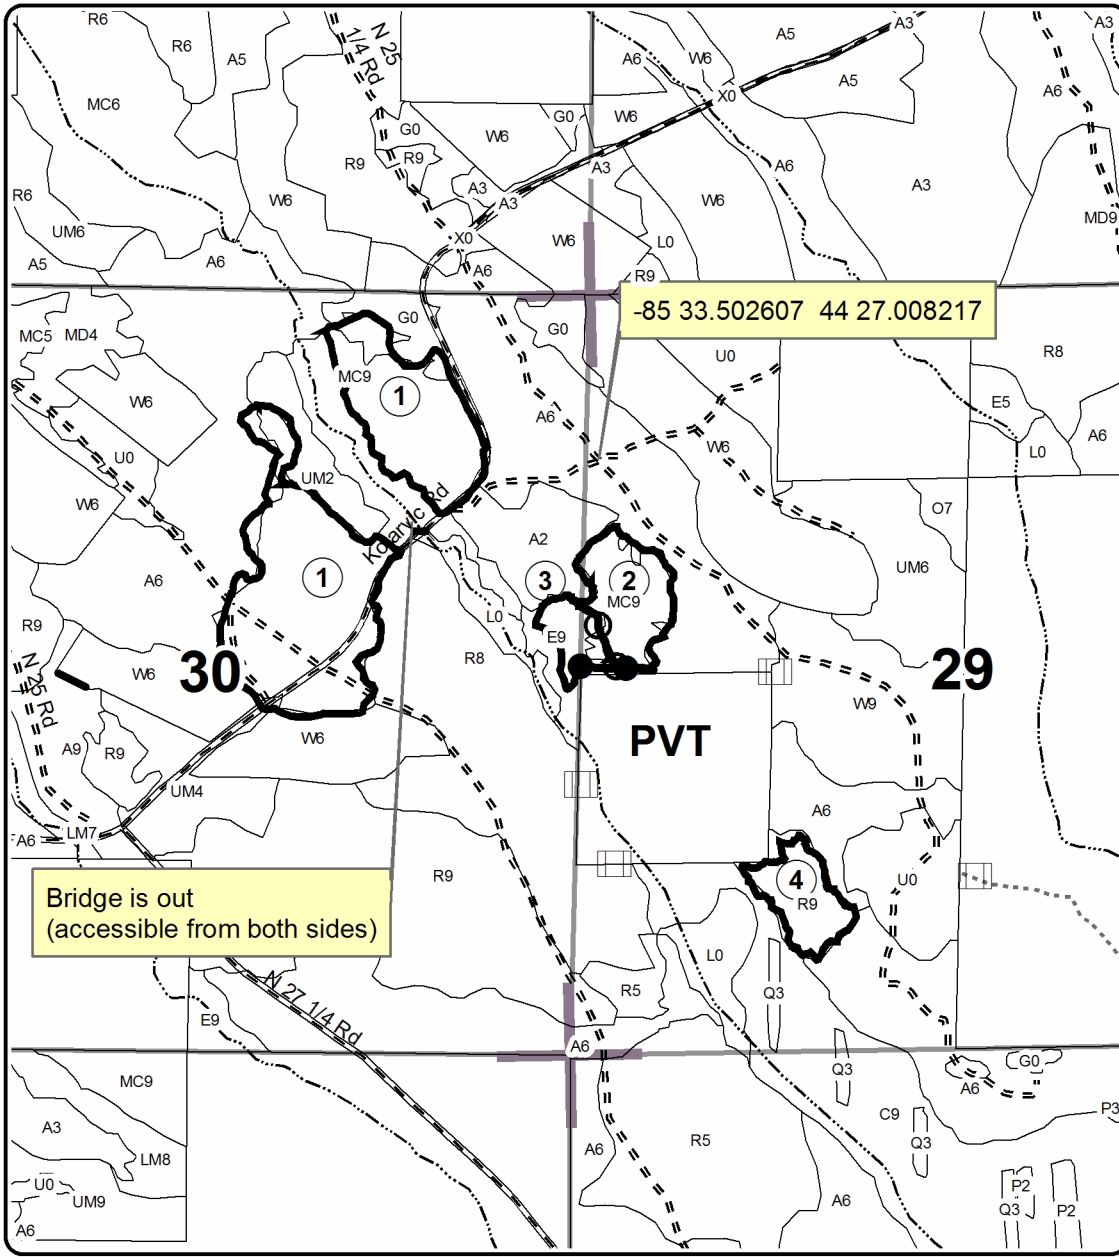 R6
R6
A5
N 25
1/4 Rd
A6
W6
A5
A3
A3
MC6
X0
A5
A6
G0
W6
G0
W6
R9
R9
A3
A3
A6
A3
R6
W6
A3
W6
UM6
X0
W6
L0
MD9
A5
A6
A6
R9
-85 33.502607 44 27.008217
G0
G0
MC5
MD4
U0
R8
MC9
1
W6
A6
E5
A6
U0
W6
L0
UM2
W6
Kolarvic Rd
O7
A2
A6
1
3
2
UM6
MC9
R9
L0
E9
N 25 Rd
W6
30
R8
29
W9
A9
R9
W6
PVT
UM4
A6
LM7
A6
R9
4
R9
U0
Bridge is out
(accessible from both sides)
L0
N 27 1/4 Rd
R5
Q3
E9
A6
G0
MC9
Q3
A6
A3
C9
P3
LM8
A6
R5
Q3
U0
UM9
P2
A6
A6
Q3
P2